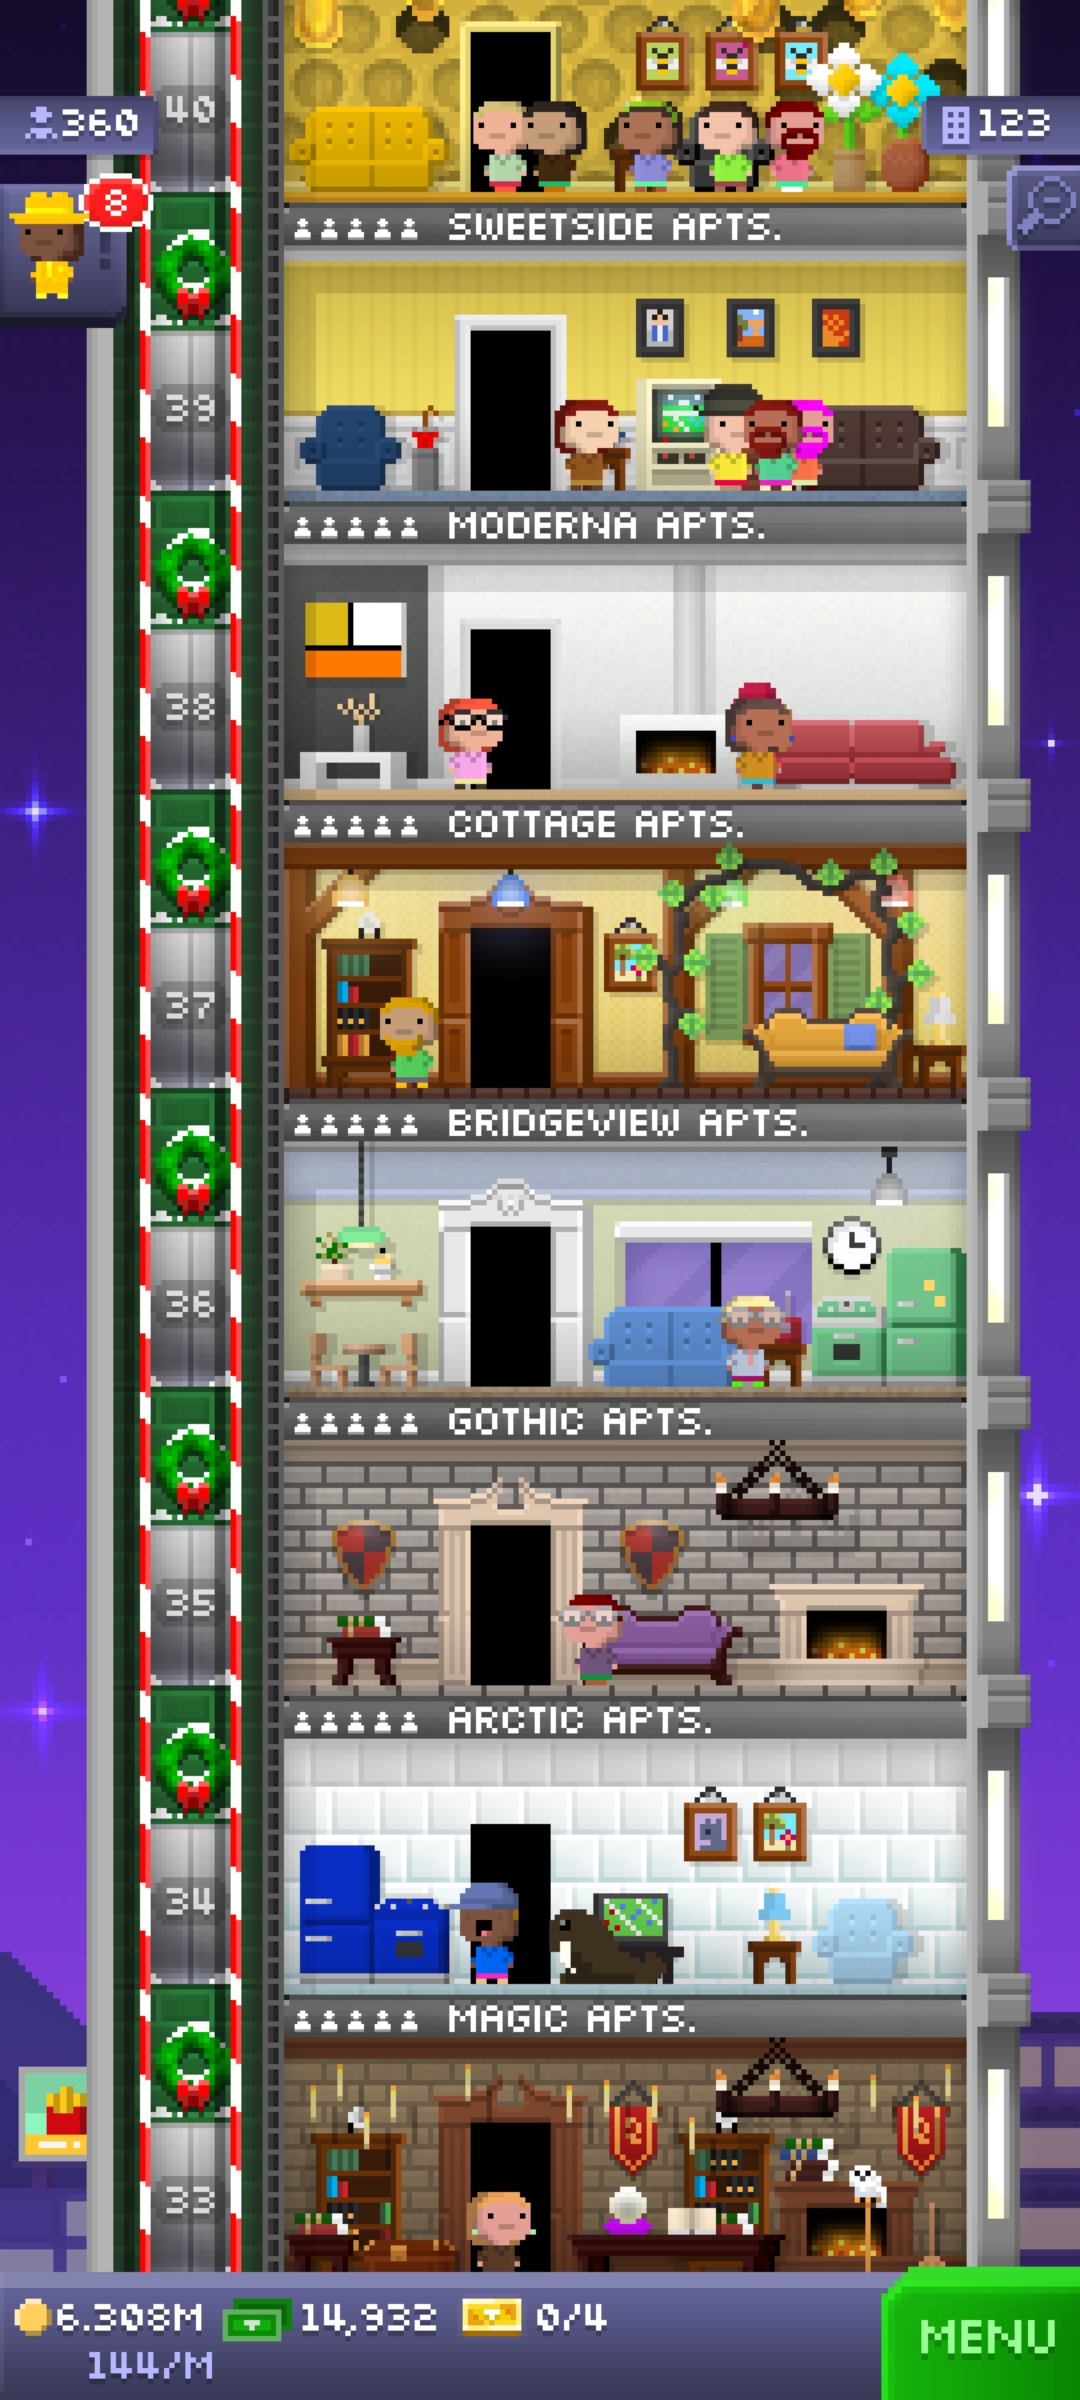 40
360
123
8
SWEETSIDE APTS.
39
MODERNA APTS.
38
COTTAGE APTS.
37
BRIDGEVIEW APTS.
36
GOTHIC APTS.
35
ARCTIC APTS.
34
MAGIC APTS.
33
6.308M 14,932 0/4
144/M
MENU